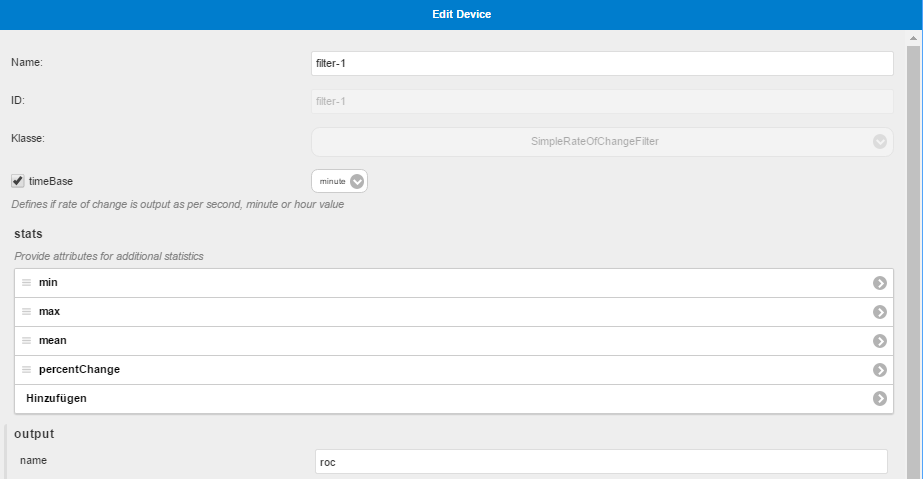 Edit Device
Name:
filter-1
ID:
filter-1
Klasse:
SimpleRateOfChangeFilter
timeBase
minute
Defines if rate of change is output as per second, minute or hour value
stats
Provide attributes for additional statistics
min
max
mean
percentChange
Hinzufügen
output
name
roc